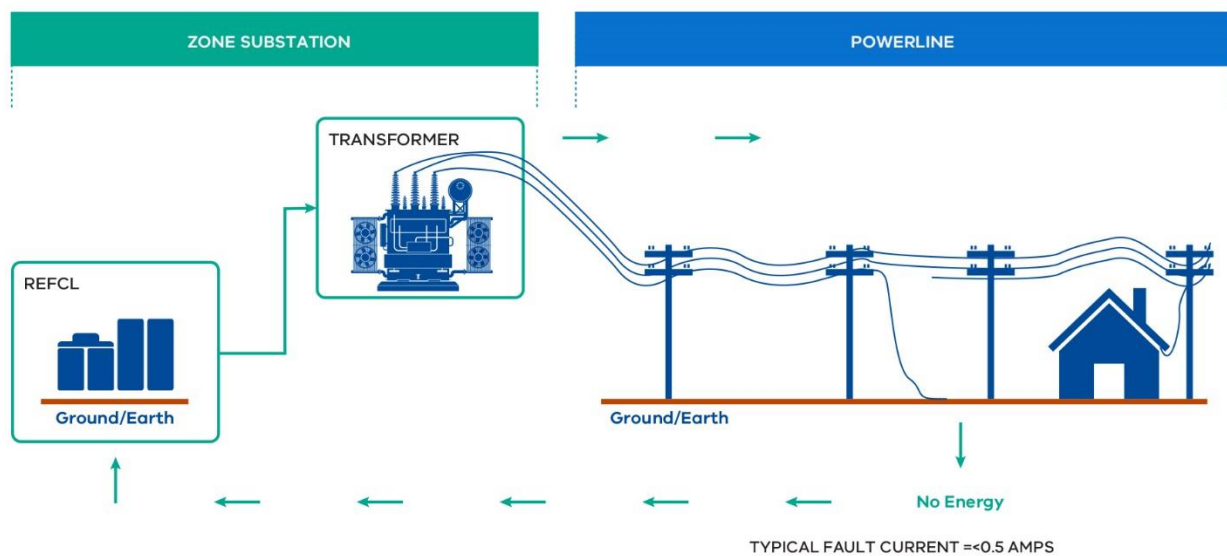 ZONE SUBSTATION
POWERLINE
TRANSFORMER
REFCL
Ground/Earth
Ground/Earth
No Energy
TYPICAL FAULT CURRENT =<0.5 AMPS